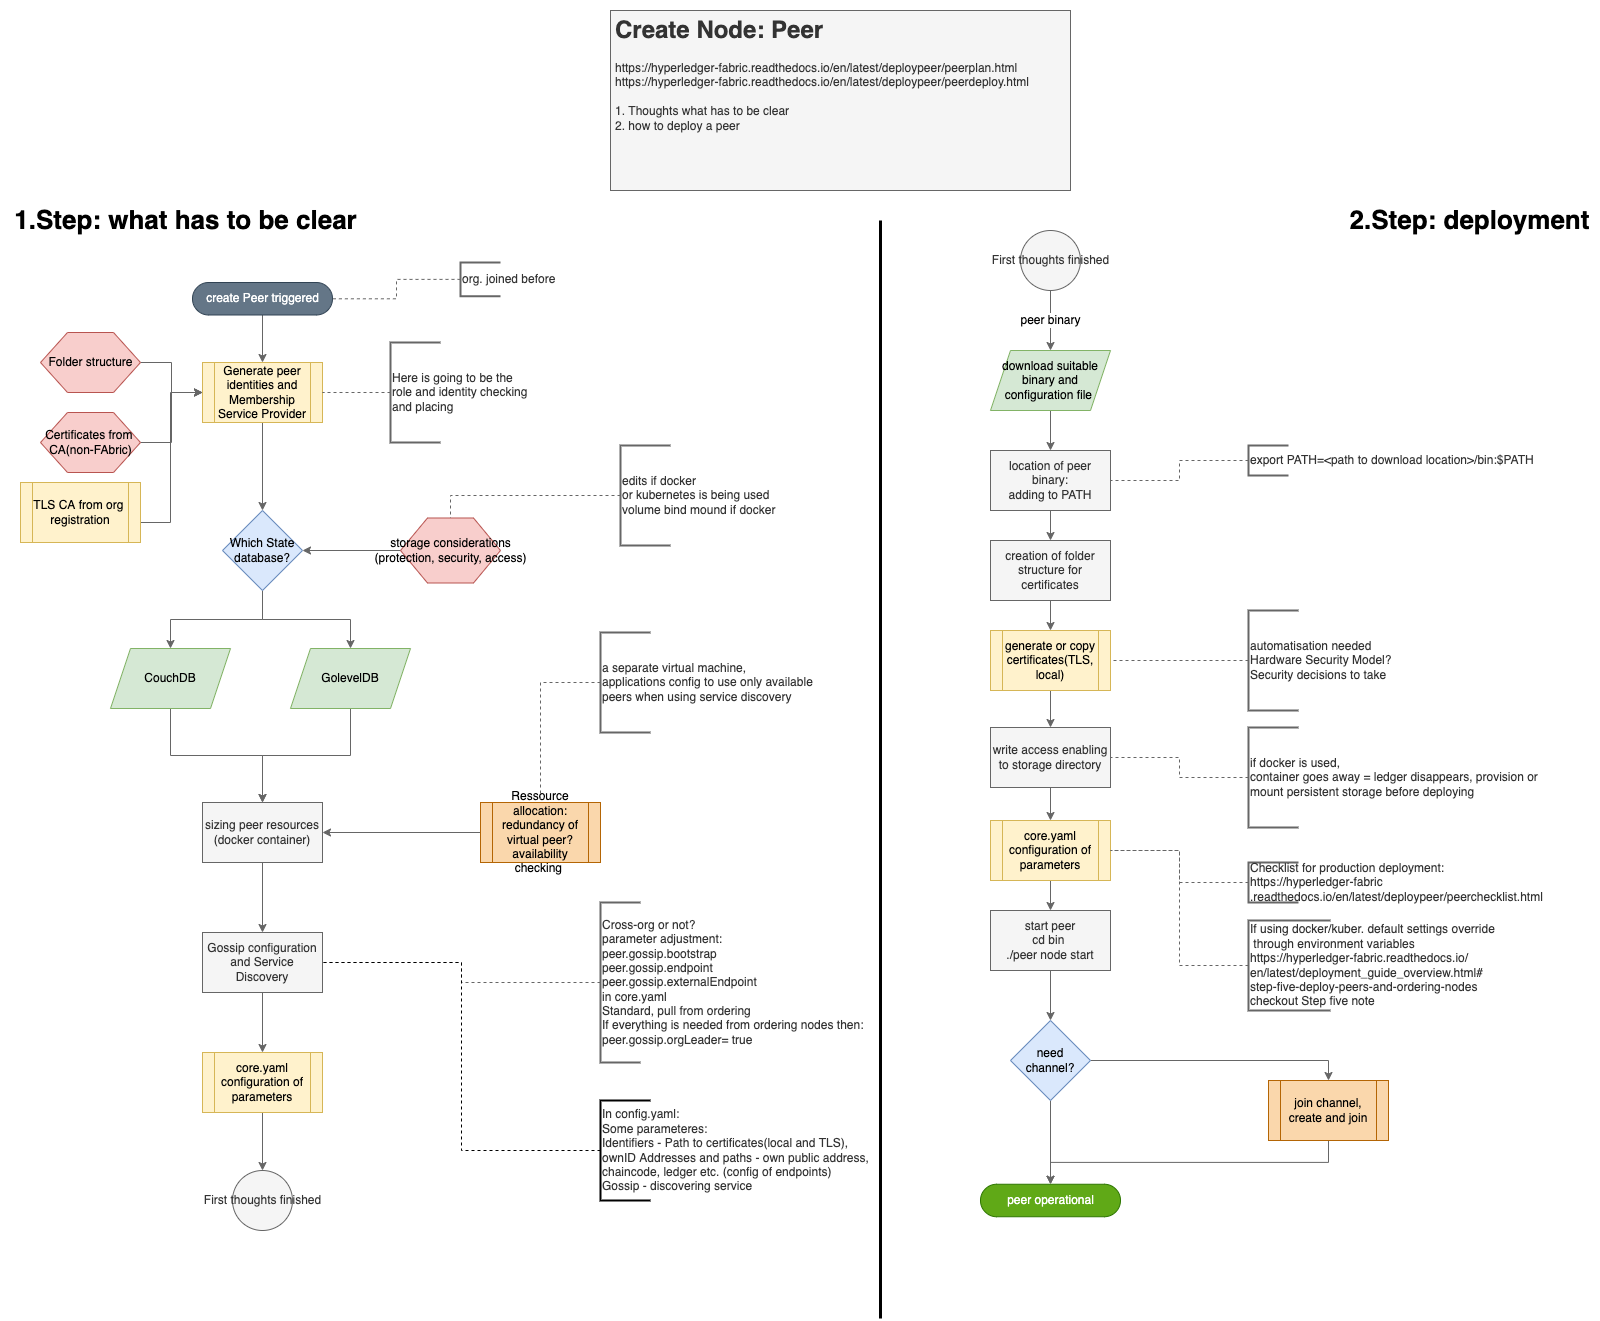 Create Node: Peer
https://hyperledger-fabric.readthedocs.io/en/latest/deploypeer/peerplan.html
https://hyperledger-fabric.readthedocs.io/en/latest/deploypeer/peerdeploy.html
1. Thoughts what has to be clear
2. how to deploy a peer
1.Step: what has to be clear
create Peer triggered
org. joined before
Folder structure
Certificates from
CA(non-FAbric)
TLS CA from org
registration
Generate peer
identities and
Membership
Service Provider
Here is going to be the
role and identity checking
and placing
Which State
database?
storage considerations
(protection, security, access)
edits if docker
or kubernetes is being used
volume bind mound if docker
CouchDB
GolevelDB
a separate virtual machine,
applications config to use only available
peers when using service discovery
sizing peer resources
(docker container)
Ressource
allocation:
redundancy of
virtual peer?
availability
checking
Gossip configuration
and Service
Discovery
Cross-org or not?
parameter adjustment:
peer.gossip.bootstrap
peer.gossip.endpoint
peer.gossip.externalEndpoint
in core.yaml
Standard, pull from ordering
If everything is needed from ordering nodes then:
peer.gossip.orgLeader= true
core.yaml
configuration of
parameters
In config.yaml:
Some parameteres:
Identifiers - Path to certificates(local and TLS),
ownID Addresses and paths - own public address,
chaincode, ledger etc. (config of endpoints)
Gossip - discovering service
First thoughts finished
2.Step: deployment
First thoughts finished
peer binary
download suitable
binary and
configuration file
location of peer
binary:
adding to PATH
export PATH=<path to download location>/bin:$PATH
creation of folder
structure for
certificates
generate or copy
certificates(TLS,
local)
automatisation needed
Hardware Security Model?
Security decisions to take
write access enabling
to storage directory
if docker is used,
container goes away = ledger disappears, provision or
mount persistent storage before deploying
core.yaml
configuration of
parameters
Checklist for production deployment:
https://hyperledger-fabric
.readthedocs.io/en/latest/deploypeer/peerchecklist.html
If using docker/kuber. default settings override
through environment variables
https://hyperledger-fabric.readthedocs.io/
en/latest/deployment_guide_overview.html#
step-five-deploy-peers-and-ordering-nodes
checkout Step five note
start peer
cd bin
./peer node start
need
channel?
join channel,
create and join
peer operational